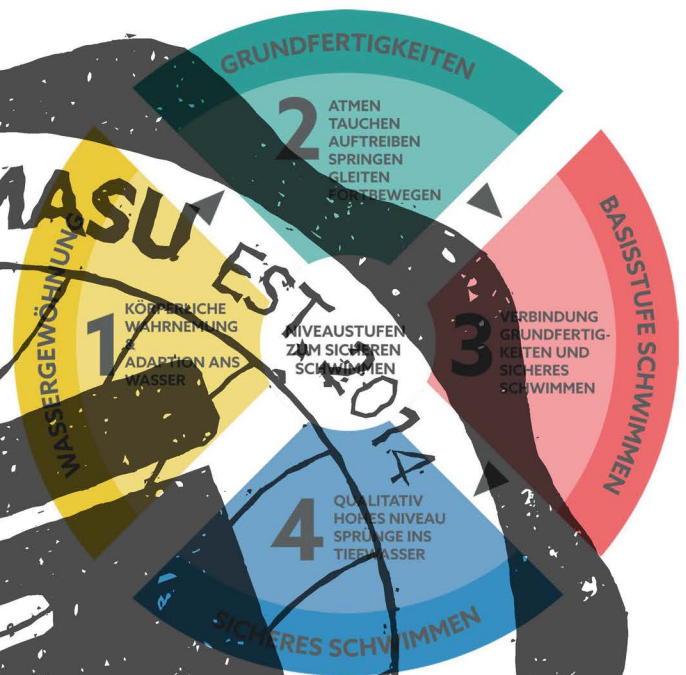 GRUNDFERTIGKEITEN
2
ATMEN
TAUCHEN
AUFTREIBEN
SPRINGEN
GLEITEN
FORTBEWEGEN
MASU
EST. 2014
WASSERGEWÖHNUNG
1
KÖRPERLICHE
WAHRNEMUNG
&
ADAPTION ANS
WASSER
NIVEAUSTUFEN
ZUM SICHEREN
SCHWIMMEN
3
VERBINDUNG
GRUNDFERTIG-
KEITEN UND
SICHERES
SCHWIMMEN
BASISSTUFE SCHWIMMEN
4
QUALITATIV
HOHES NIVEAU
SPRÜNGE INS
TIEFWASSER
SICHERES SCHWIMMEN